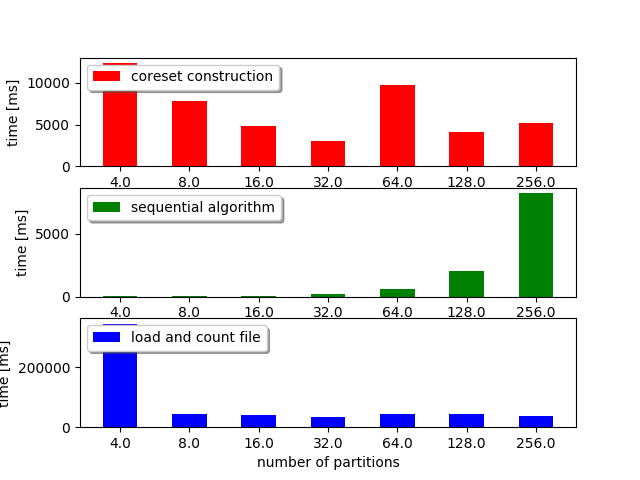 coreset construction
time [ms]
10000
5000
0
4.0 8.0 16.0 32.0 64.0 128.0 256.0
sequential algorithm
time [ms]
5000
0
4.0 8.0 16.0 32.0 64.0 128.0 256.0
load and count file
time [ms]
200000
0
4.0 8.0 16.0 32.0 64.0 128.0 256.0
number of partitions